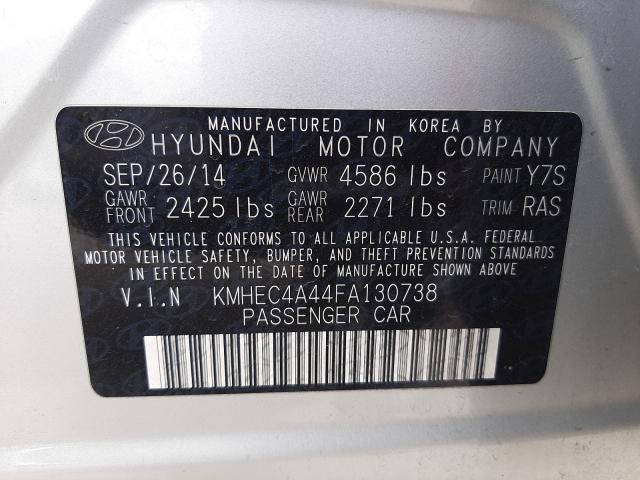 MANUFACTURED IN KOREA BY
HYUNDAI MOTOR COMPANY
SEP/26/14 GVWR 4586 lbs PAINT Y7S
GAWR FRONT 2425 lbs GAWR REAR 2271 lbs TRIM RAS
THIS VEHICLE CONFORMS TO ALL APPLICABLE U.S.A. FEDERAL
MOTOR VEHICLE SAFETY, BUMPER, AND THEFT PREVENTION STANDARDS
IN EFFECT ON THE DATE OF MANUFACTURE SHOWN ABOVE
V.I.N KMHEC4A44FA130738
PASSENGER CAR